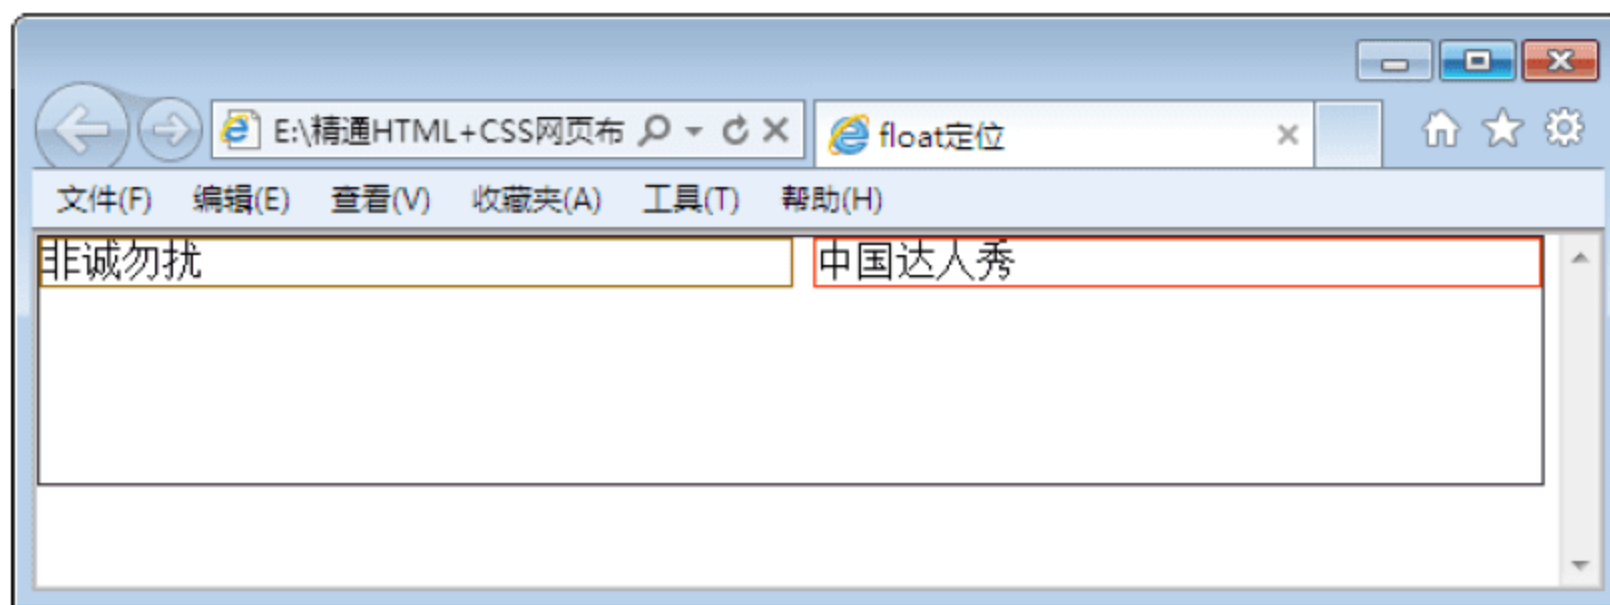 E:\精通HTML+CSS网页布
float定位
文件(F) 编辑(E) 查看(V) 收藏夹(A) 工具(T) 帮助(H)
非诚勿扰 中国达人秀